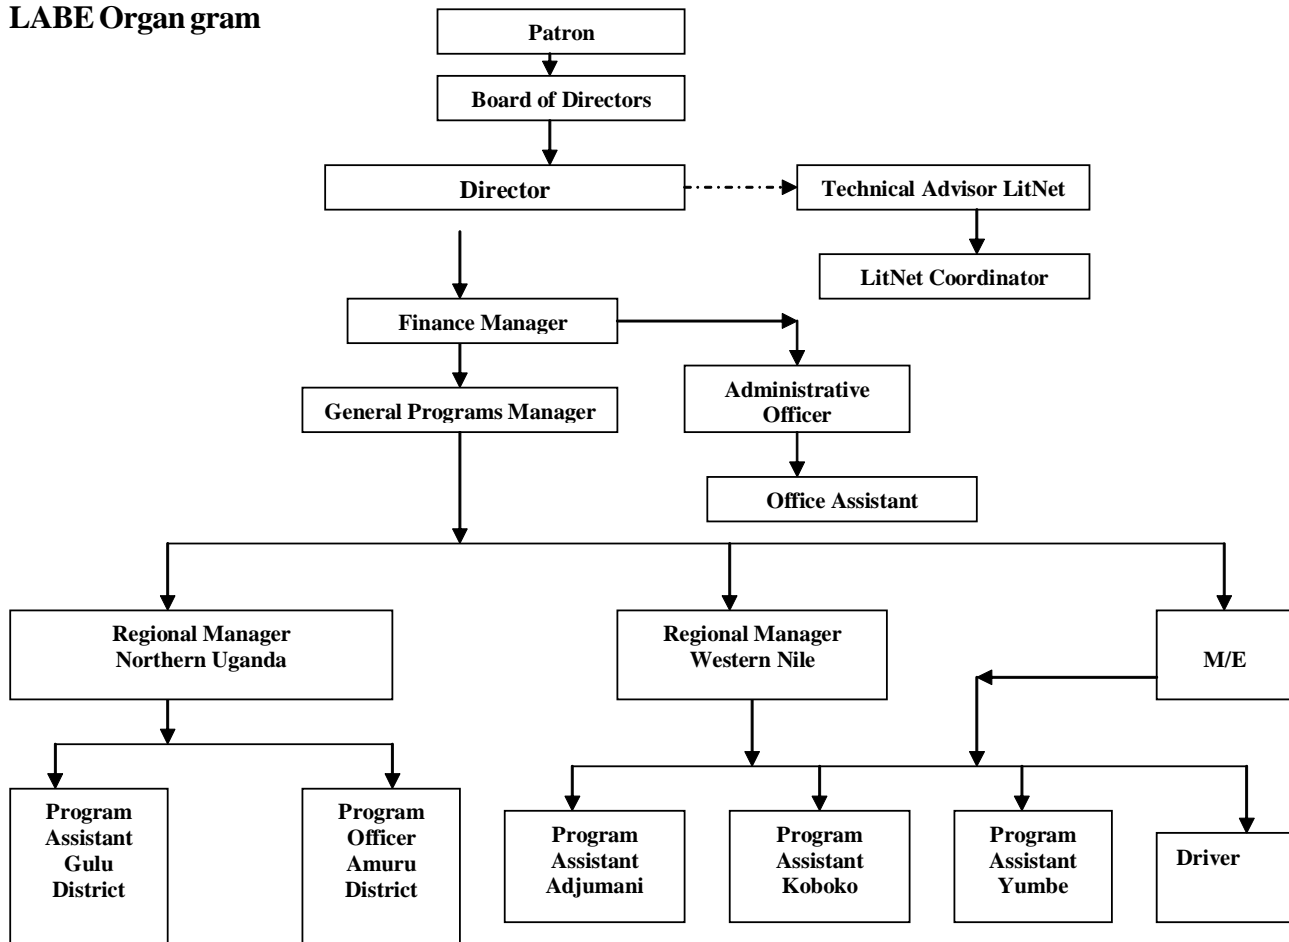 LABE Organ gram
Patron
Board of Directors
Director
Technical Advisor LitNet
LitNet Coordinator
Finance Manager
General Programs Manager
Administrative
Officer
Office Assistant
Regional Manager
Northern Uganda
Regional Manager
Western Nile
M/E
Program
Assistant
Gulu
District
Program
Officer
Amuru
District
Program
Assistant
Adjumani
Program
Assistant
Koboko
Program
Assistant
Yumbe
Driver